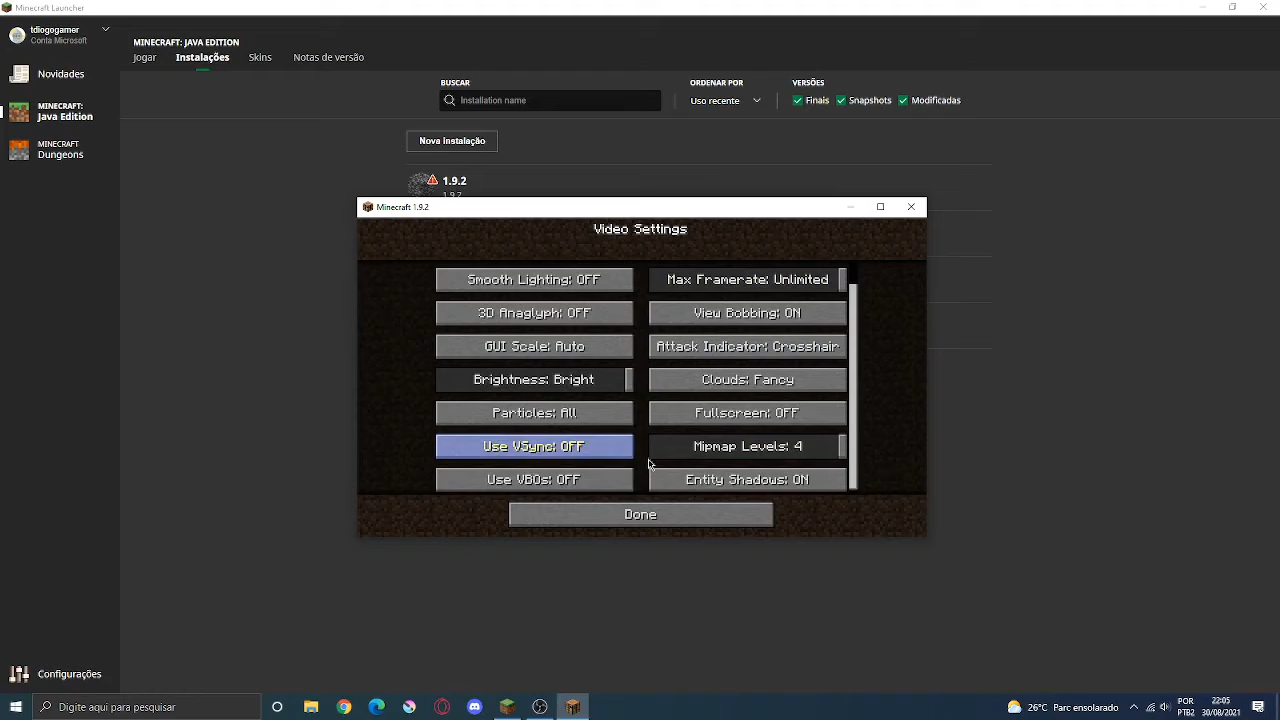 Minecraft Launcher
tdiogogamer
Conta Microsoft
MINECRAFT: JAVA EDITION
Jogar Instalações Skins Notas de versão
Novidades
MINECRAFT:
Java Edition
MINECRAFT
Dungeons
BUSCAR
Installation name
ORDENAR POR
Uso recente
VERSÕES
Finais Snapshots Modificadas
Nova instalação
1.9.2
1.9.2
Minecraft 1.9.2
Video Settings
Smooth Lighting: OFF Max Framerate: Unlimited
3D Anaglyph: OFF View Bobbing: ON
GUI Scale: Auto Attack Indicator: Crosshair
Brightness: Bright Clouds: Fancy
Particles: All Fullscreen: OFF
Use VSync: OFF Mipmap Levels: 4
Use VBOs: OFF Entity Shadows: ON
Done
Configurações
Digite aqui para pesquisar
26°C Parc ensolarado
POR
PTB2
22:05
30/08/2021